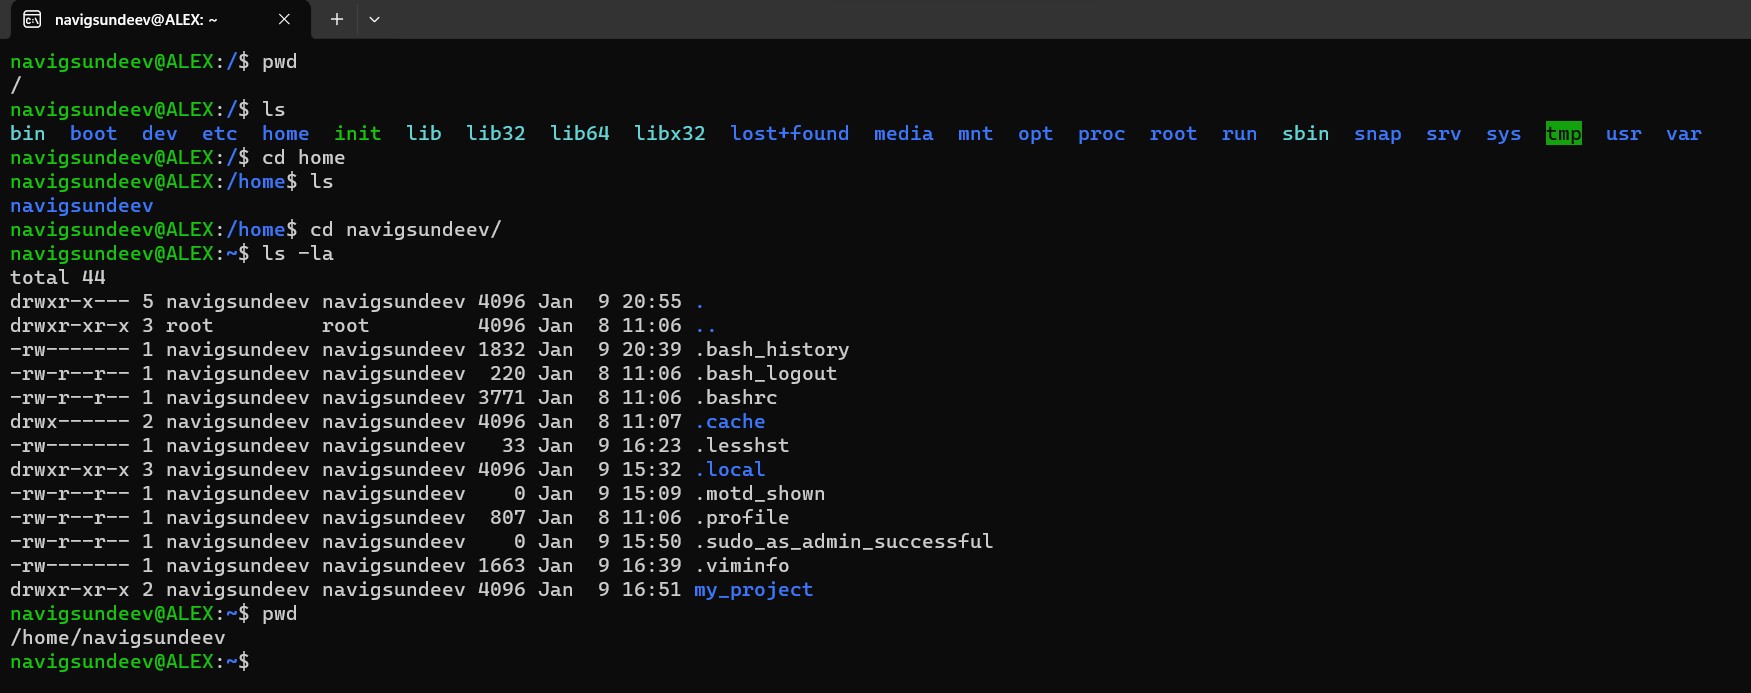 navigsundeev@ALEX: ~
navigsundeev@ALEX:/$ pwd
/
navigsundeev@ALEX:/$ ls
bin  boot  dev  etc  home  init  lib  lib32  lib64  libx32  lost+found  media  mnt  opt  proc  root  run  sbin  snap  srv  sys  tmp  usr  var
navigsundeev@ALEX:/$ cd home
navigsundeev@ALEX:/home$ ls
navigsundeev
navigsundeev@ALEX:/home$ cd navigsundeev/
navigsundeev@ALEX:~$ ls -la
total 44
drwxr-x--- 5 navigsundeev navigsundeev 4096 Jan  9 20:55 .
drwxr-xr-x 3 root         root         4096 Jan  8 11:06 ..
-rw------- 1 navigsundeev navigsundeev 1832 Jan  9 20:39 .bash_history
-rw-r--r-- 1 navigsundeev navigsundeev  220 Jan  8 11:06 .bash_logout
-rw-r--r-- 1 navigsundeev navigsundeev 3771 Jan  8 11:06 .bashrc
drwx------ 2 navigsundeev navigsundeev 4096 Jan  8 11:07 .cache
-rw------- 1 navigsundeev navigsundeev   33 Jan  9 16:23 .lesshst
drwxr-xr-x 3 navigsundeev navigsundeev 4096 Jan  9 15:32 .local
-rw-r--r-- 1 navigsundeev navigsundeev    0 Jan  9 15:09 .motd_shown
-rw-r--r-- 1 navigsundeev navigsundeev  807 Jan  8 11:06 .profile
-rw-r--r-- 1 navigsundeev navigsundeev    0 Jan  9 15:50 .sudo_as_admin_successful
-rw------- 1 navigsundeev navigsundeev 1663 Jan  9 16:39 .viminfo
drwxr-xr-x 2 navigsundeev navigsundeev 4096 Jan  9 16:51 my_project
navigsundeev@ALEX:~$ pwd
/home/navigsundeev
navigsundeev@ALEX:~$